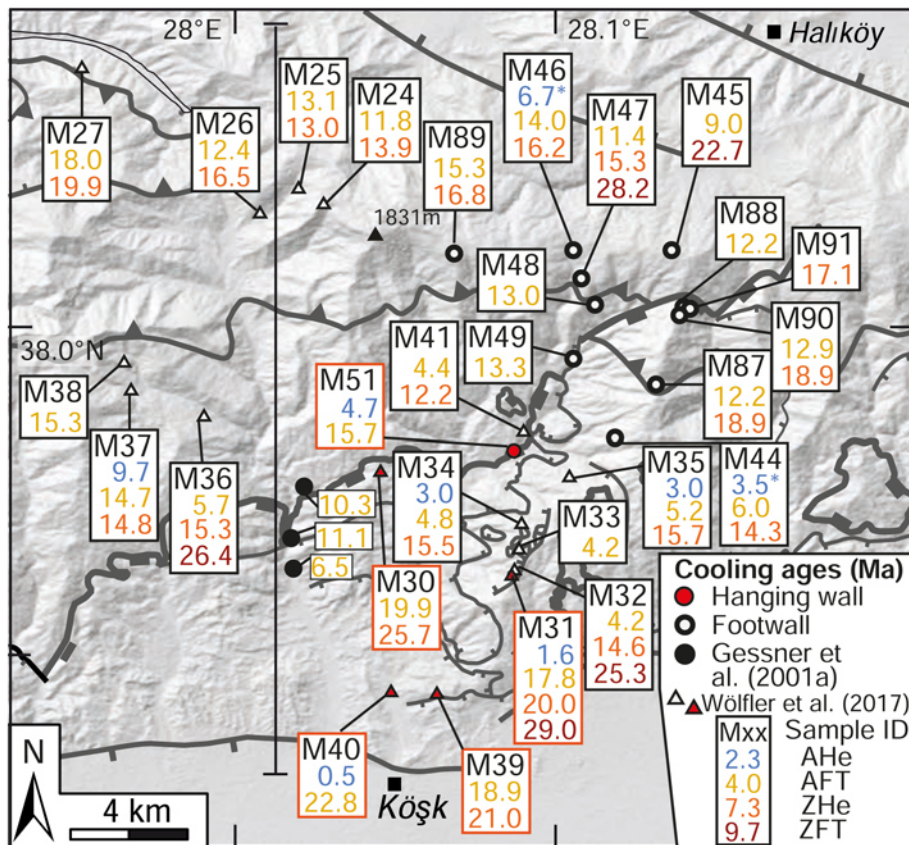 28°E
28.1°E
Halıköy
M25
13.1
13.0
M24
11.8
13.9
M46
6.7*
14.0
16.2
M47
11.4
15.3
28.2
M45
9.0
22.7
M27
18.0
19.9
M26
12.4
16.5
M89
15.3
16.8
1831m
M88
12.2
M91
17.1
M48
13.0
38.0°N
M41
4.4
12.2
M49
13.3
M90
12.9
18.9
M38
15.3
M51
4.7
15.7
M87
12.2
18.9
M37
9.7
14.7
14.8
M36
5.7
15.3
26.4
M34
3.0
4.8
15.5
M35
3.0
5.2
15.7
M44
3.5*
6.0
14.3
10.3
11.1
6.5
M33
4.2
M30
19.9
25.7
M31
1.6
17.8
20.0
29.0
M32
4.2
14.6
25.3
M40
0.5
22.8
M39
18.9
21.0
Köşk
N
4 km
Cooling ages (Ma)
Hanging wall
Footwall
Gessner et
al. (2001a)
Wölfler et al. (2017)
Mxx Sample ID
2.3 AHe
4.0 AFT
7.3 ZHe
9.7 ZFT